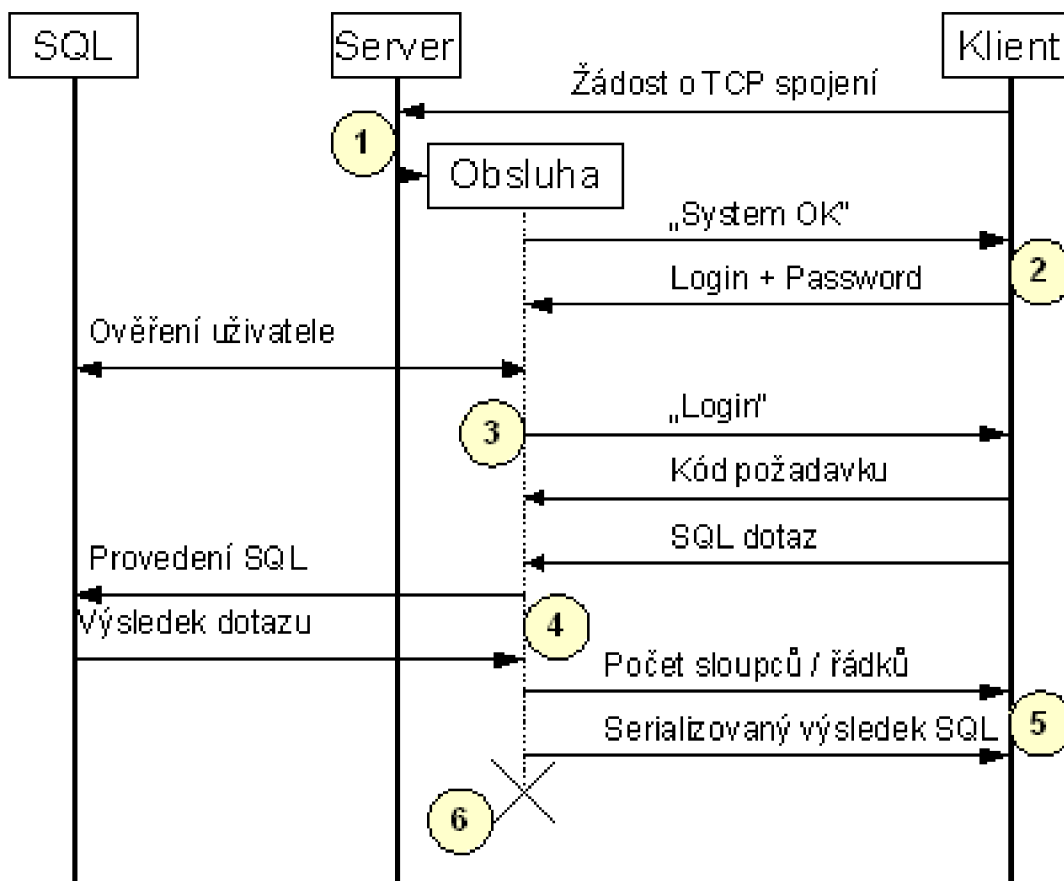 SQL
Server
Klient
Žádost o TCP spojení
1
Obsluha
„System OK"
2
Login + Password
Ověření uživatele
„Login"
3
Kód požadavku
SQL dotaz
Provedení SQL
Výsledek dotazu
4
Počet sloupců / řádků
Serializovaný výsledek SQL
5
6